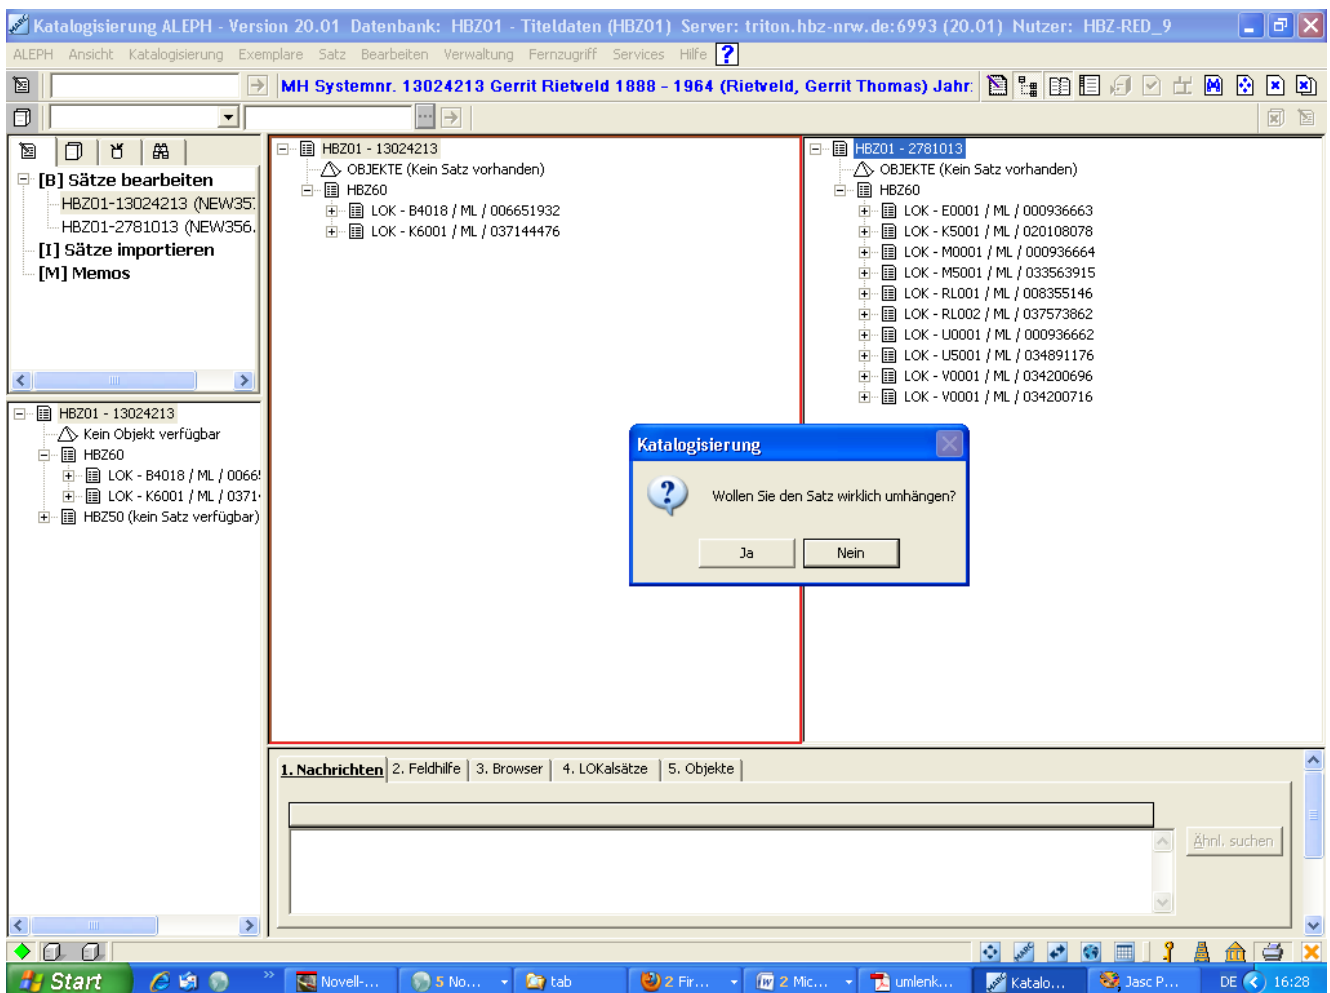 Katalogisierung ALEPH - Version 20.01 Datenbank: HBZ01 - Titeldaten (HBZ01) Server: triton.hbz-nrw.de:6993 (20.01) Nutzer: HBZ-RED_9
ALEPH Ansicht Katalogisierung Exemplare Satz Bearbeiten Verwaltung Fernzugriff Services Hilfe ?
MH Systemnr. 13024213 Gerrit Rietveld 1888 - 1964 (Rietveld, Gerrit Thomas) Jahr:
[B] Sätze bearbeiten
HBZ01-13024213 (NEW35
HBZ01-2781013 (NEW356.
[I] Sätze importieren
[M] Memos
HBZ01 - 13024213
Kein Objekt verfügbar
HBZ60
LOK - B4018 / ML / 0066
LOK - K6001 / ML / 0371
HBZ50 (kein Satz verfügbar)
HBZ01 - 13024213
OBJEKTE (Kein Satz vorhanden)
HBZ60
LOK - B4018 / ML / 006651932
LOK - K6001 / ML / 037144476
HBZ01 - 2781013
OBJEKTE (Kein Satz vorhanden)
HBZ60
LOK - E0001 / ML / 000936663
LOK - K5001 / ML / 020108078
LOK - M0001 / ML / 000936664
LOK - M5001 / ML / 033563915
LOK - RL001 / ML / 008355146
LOK - RL002 / ML / 037573862
LOK - U0001 / ML / 000936662
LOK - U5001 / ML / 034891176
LOK - V0001 / ML / 034200696
LOK - V0001 / ML / 034200716
Katalogisierung
Wollen Sie den Satz wirklich umhängen?
Ja Nein
1. Nachrichten 2. Feldhilfe 3. Browser 4. LOKalsätze 5. Objekte
Ähnl. suchen
Start Novell-... 5 No... tab 2 Fir... 2 Mic... umlenk... Katalo... Jasc P... DE 16:28